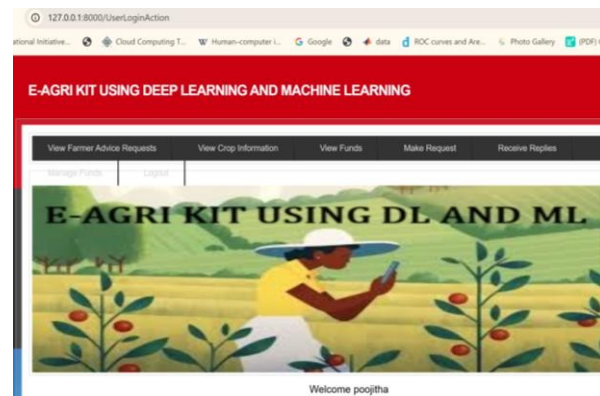 127.0.0.1:8000/UserLoginAction
ational Initiative... Cloud Computing T... Human-computer i... Google data ROC curves and Are... Photo Gallery (PDF)
E-AGRI KIT USING DEEP LEARNING AND MACHINE LEARNING
View Farmer Advice Requests View Crop Information View Funds Make Request Receive Replies
Manage Funds Logout
E-AGRI KIT USING DL AND ML
Welcome poojitha